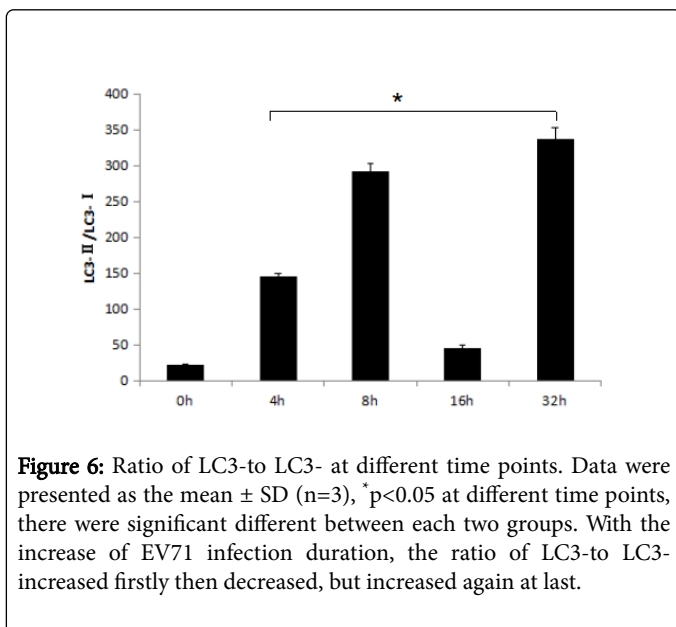 *
400
350
300
250
200
150
100
50
0
LC3-Ⅱ/LC3-Ⅰ
0h 4h 8h 16h 32h
Figure 6: Ratio of LC3-to LC3- at different time points. Data were
presented as the mean ± SD (n=3), *p<0.05 at different time points,
there were significant different between each two groups. With the
increase of EV71 infection duration, the ratio of LC3-to LC3-
increased firstly then decreased, but increased again at last.